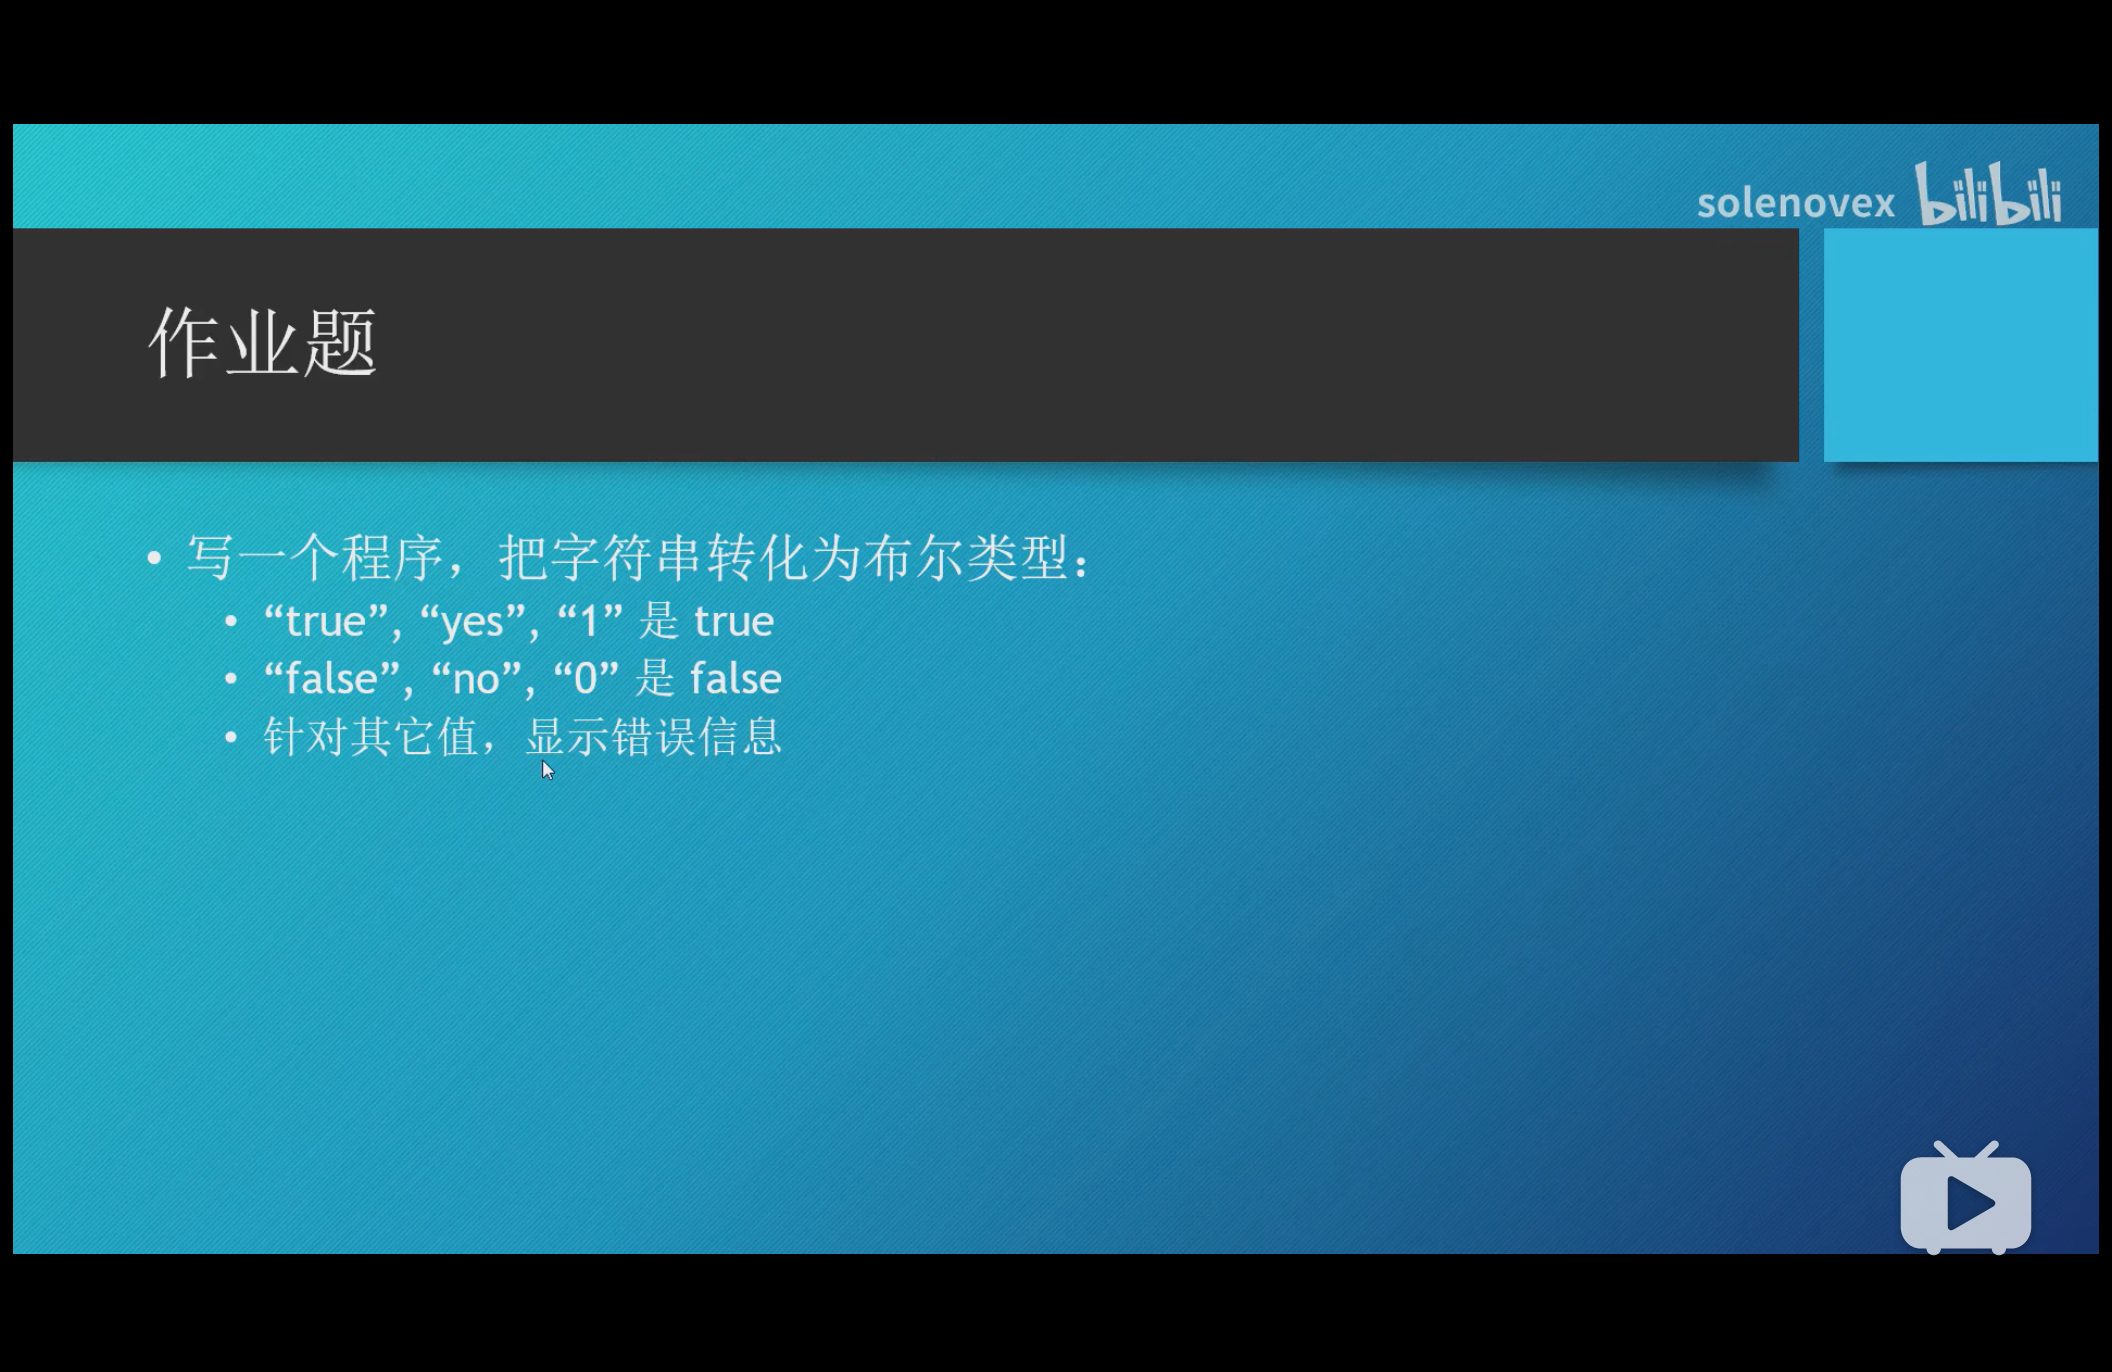 solenovex bilibili
作业题
• 写一个程序，把字符串转化为布尔类型：
• “true”, “yes”, “1” 是 true
• “false”, “no”, “0” 是 false
• 针对其它值，显示错误信息